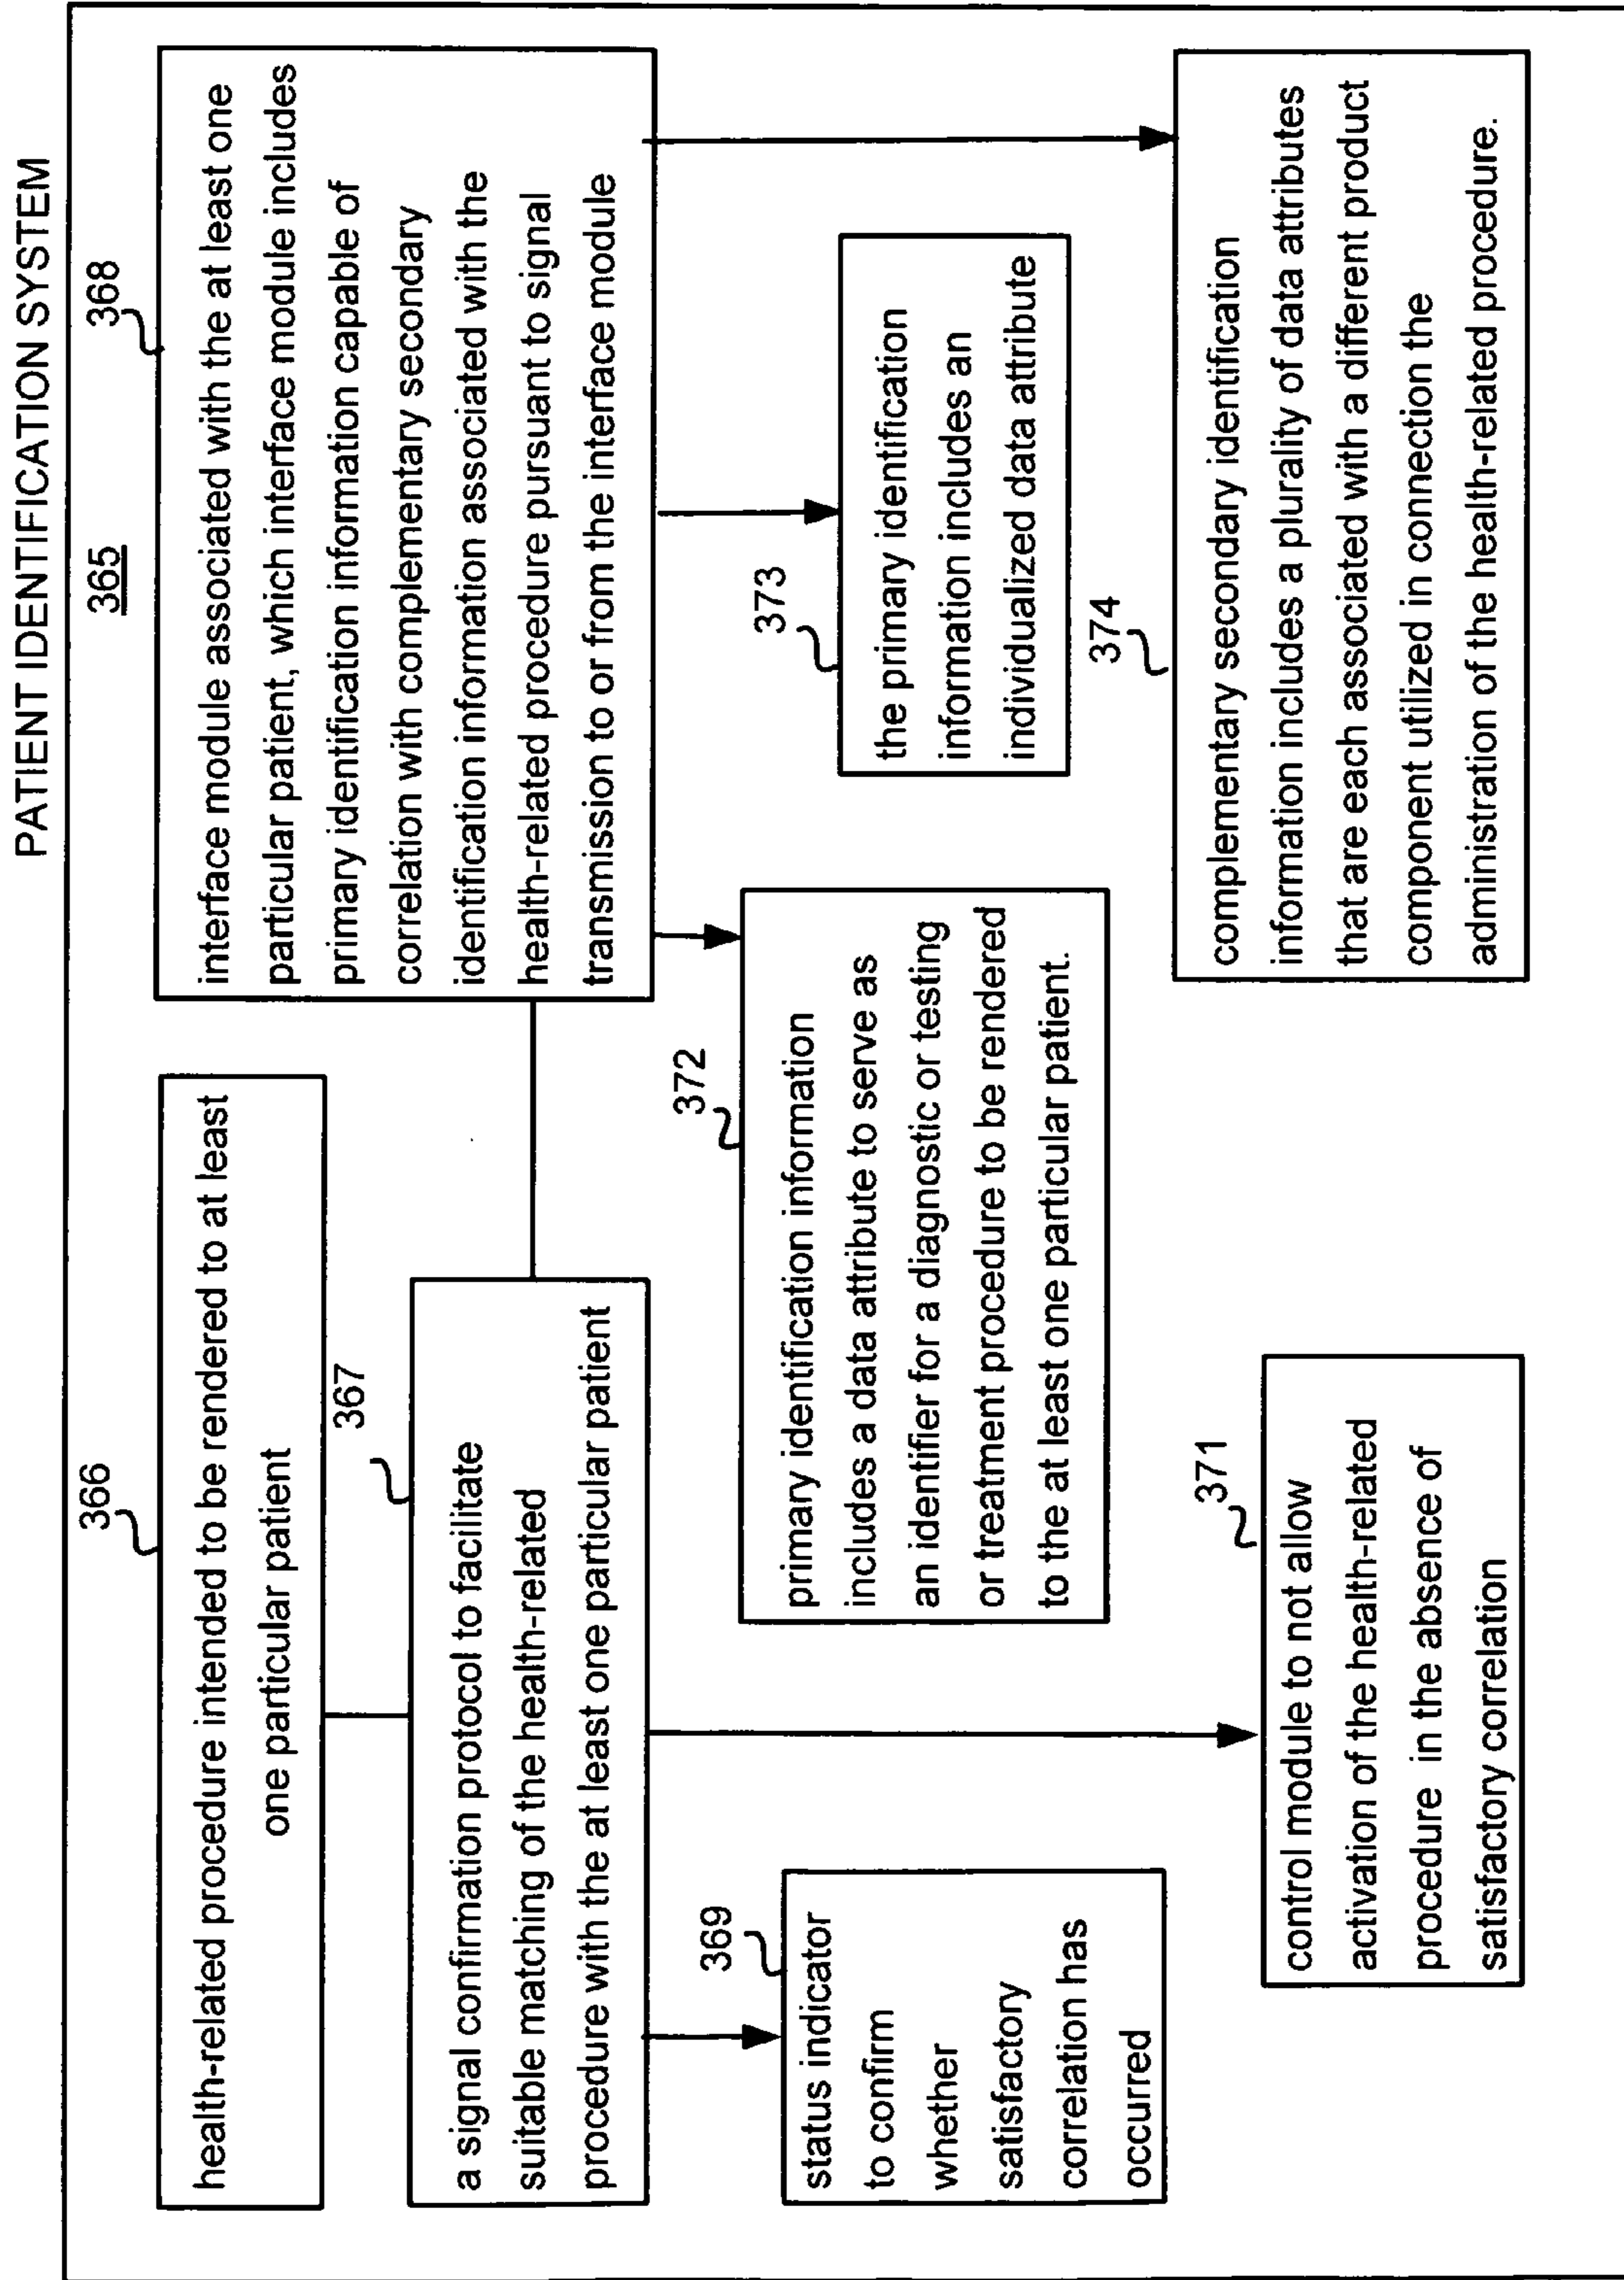 PATIENT IDENTIFICATION SYSTEM
365
366
health-related procedure intended to be rendered to at least
one particular patient
367
a signal confirmation protocol to facilitate
suitable matching of the health-related
procedure with the at least one particular patient
368
interface module associated with the at least one
particular patient, which interface module includes
primary identification information capable of
correlation with complementary secondary
identification information associated with the
health-related procedure pursuant to signal
transmission to or from the interface module
369
status indicator
to confirm
whether
satisfactory
correlation has
occurred
371
control module to not allow
activation of the health-related
procedure in the absence of
satisfactory correlation
372
primary identification information
includes a data attribute to serve as
an identifier for a diagnostic or testing
or treatment procedure to be rendered
to the at least one particular patient.
373
the primary identification
information includes an
individualized data attribute
374
complementary secondary identification
information includes a plurality of data attributes
that are each associated with a different product
component utilized in connection the
administration of the health-related procedure.